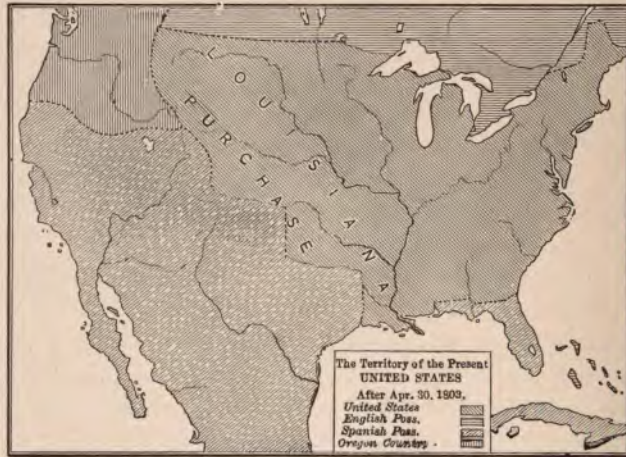 LOUISIANA
PURCHASE
The Territory of the Present
UNITED STATES
After Apr. 30, 1803,
United States
English Poss.
Spanish Poss.
Oregon Country